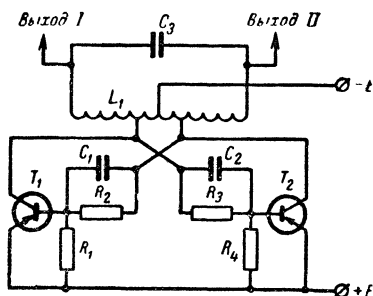 Выход I
C₃
Выход II
L₁
-E
C₁
C₂
T₁
R₂
R₃
T₂
R₁
R₄
+E